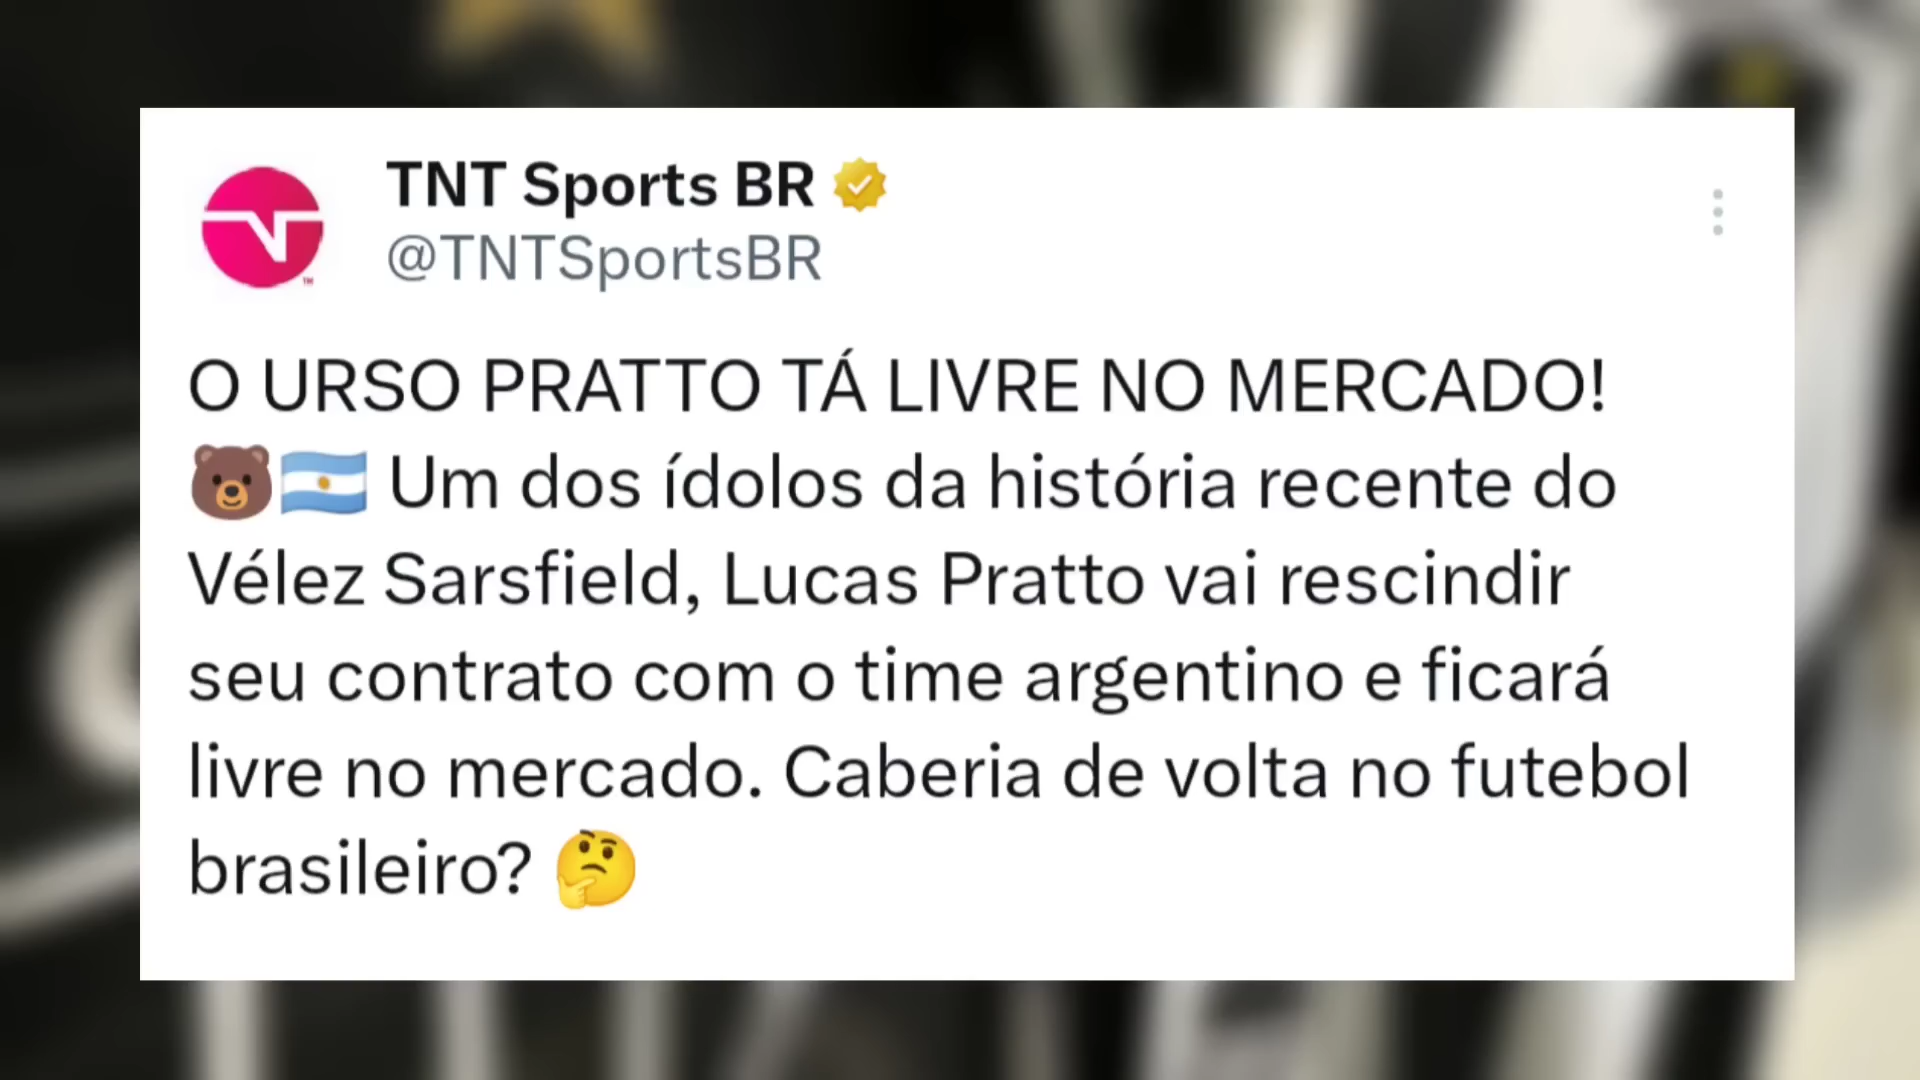 TNT Sports BR
@TNTSportsBR
O URSO PRATTO TÁ LIVRE NO MERCADO!
🐻🇦🇷 Um dos ídolos da história recente do
Vélez Sarsfield, Lucas Pratto vai rescindir
seu contrato com o time argentino e ficará
livre no mercado. Caberia de volta no futebol
brasileiro? 🤔